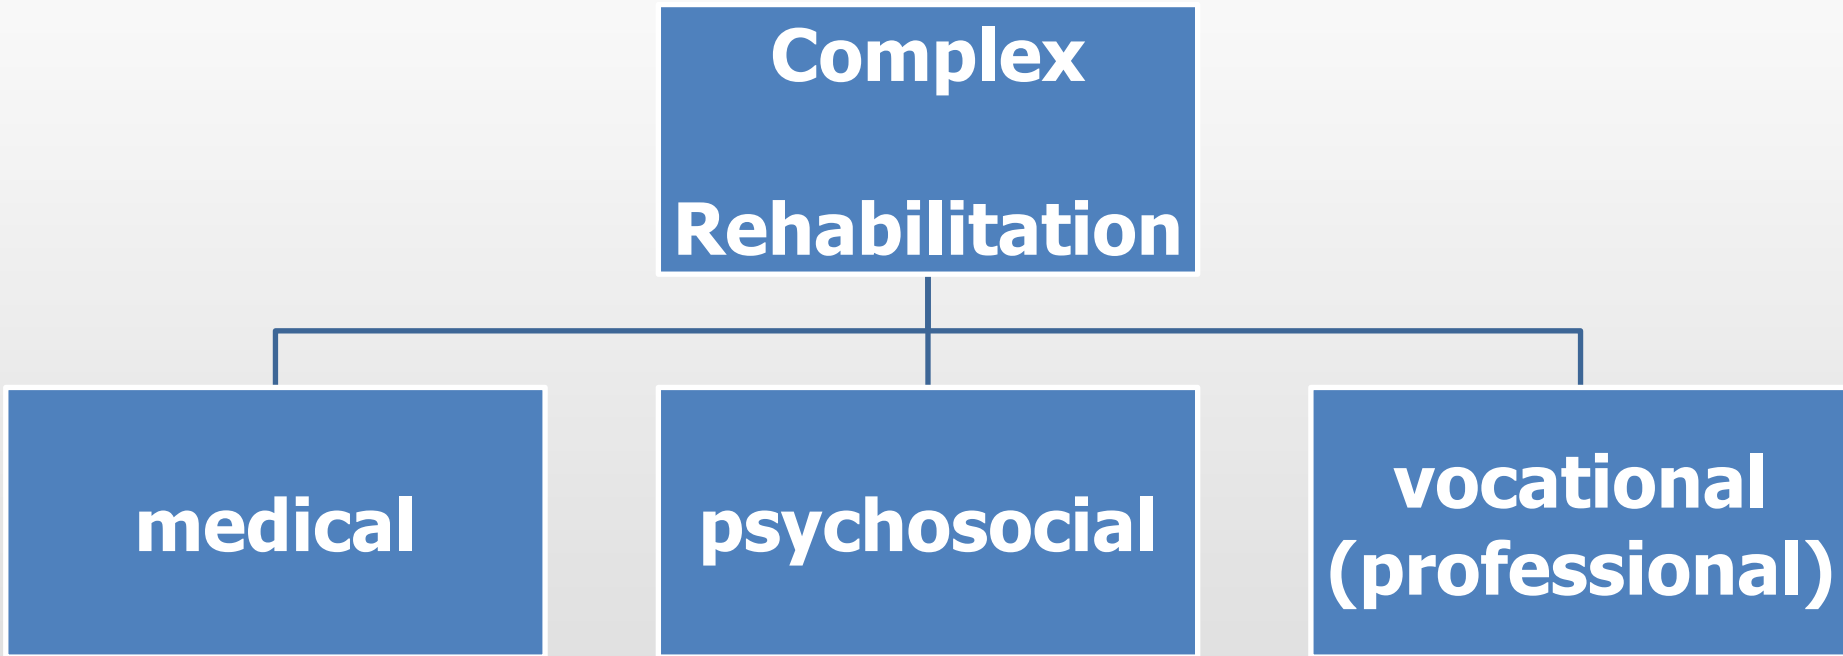 Complex
Rehabilitation
medical
psychosocial
vocational
(professional)